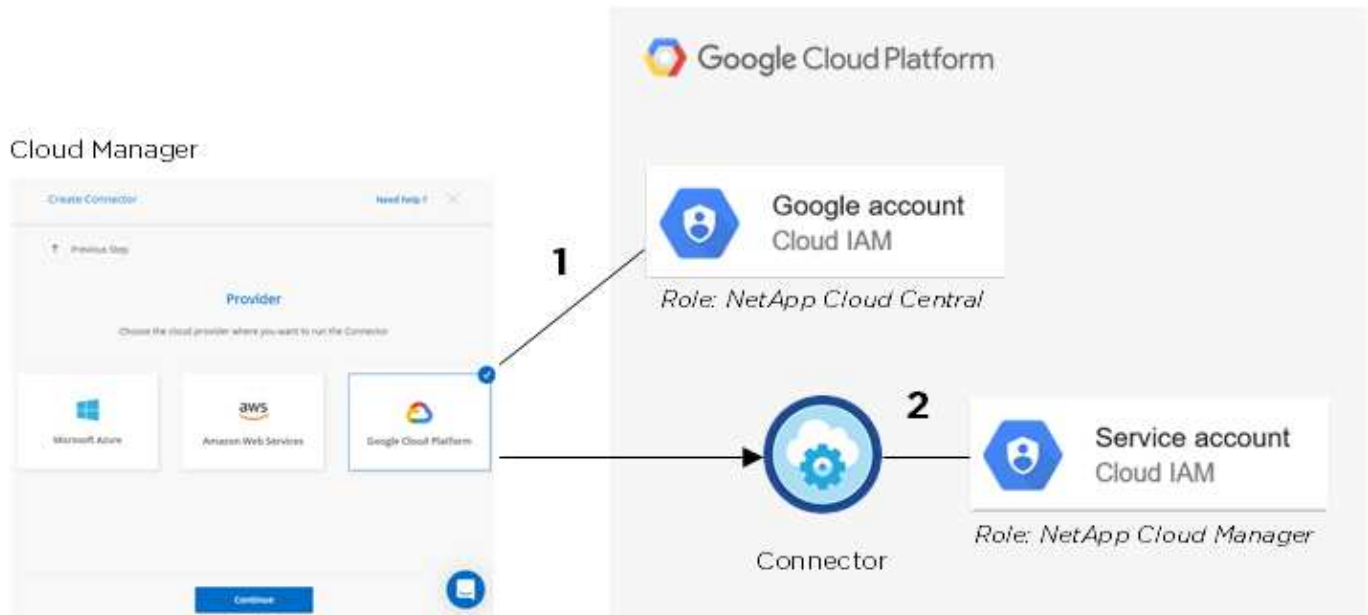 Google Cloud Platform
Cloud Manager
Create Connector
Need help ?
Previous Step
Provider
Choose the cloud provider where you want to run the Connector
Microsoft Azure
aws
Amazon Web Services
Google Cloud Platform
Continue
1
Google account
Cloud IAM
Role: NetApp Cloud Central
Connector
2
Service account
Cloud IAM
Role: NetApp Cloud Manager